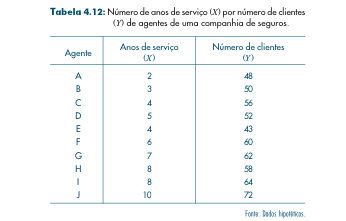 Tabela 4.12: Número de anos de serviço (X) por número de clientes
(Y) de agentes de uma companhia de seguros.
Agente Anos de serviço (X) Número de clientes (Y)
A 2 48
B 3 50
C 4 56
D 5 52
E 4 43
F 6 60
G 7 62
H 8 58
I 8 64
J 10 72
Fonte: Dados hipotéticos.